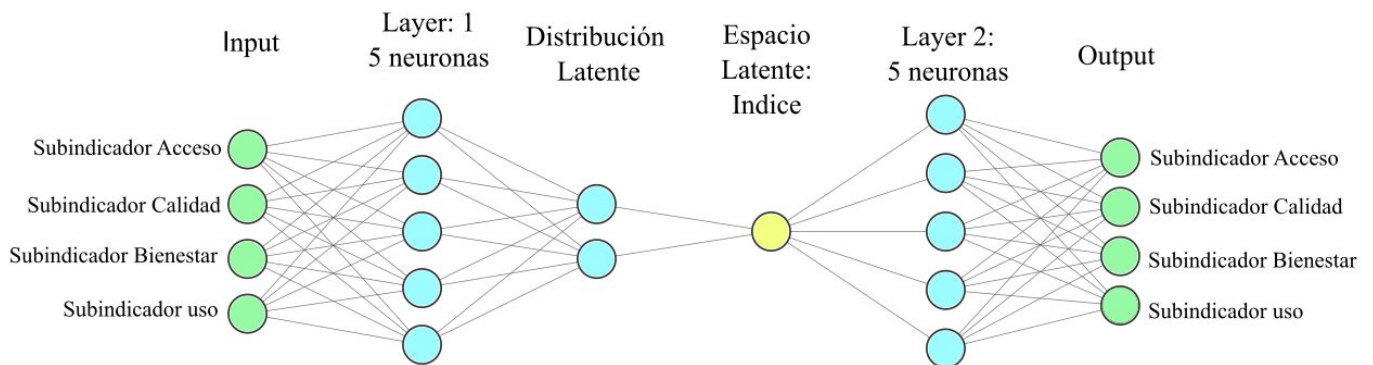 Input
Layer: 1
5 neuronas
Distribución
Latente
Espacio
Latente:
Indice
Layer 2:
5 neuronas
Output
Subindicador Acceso
Subindicador Calidad
Subindicador Bienestar
Subindicador uso
Subindicador Acceso
Subindicador Calidad
Subindicador Bienestar
Subindicador uso